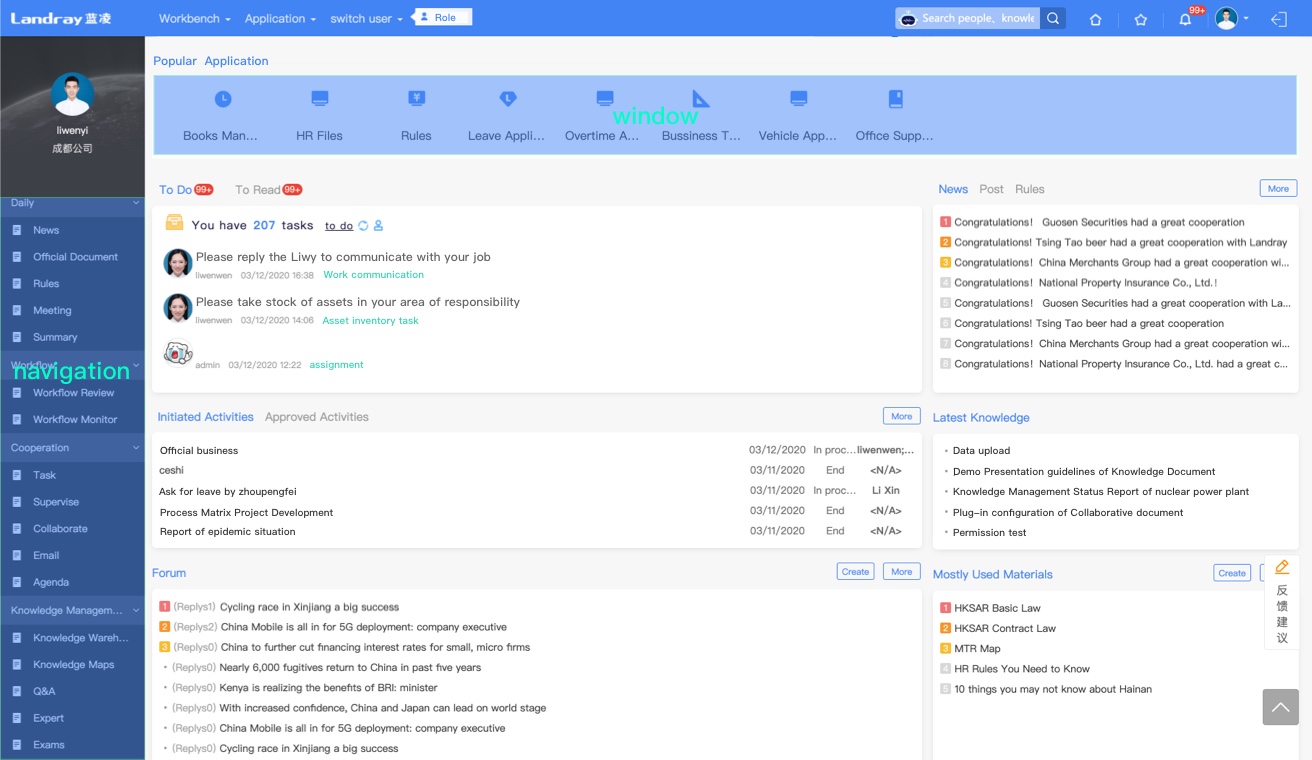 Landray 蓝凌
Workbench
Application
switch user
Role
Search people、knowle
99+
liwenyi
成都公司
navigation
Daily
News
Official Document
Rules
Meeting
Summary
Workflow
Workflow Review
Workflow Monitor
Cooperation
Task
Supervise
Collaborate
Email
Agenda
Knowledge Managem...
Knowledge Wareh...
Knowledge Maps
Q&A
Expert
Exams
Popular Application
window
Books Man...
HR Files
Rules
Leave Appli...
Overtime A...
Bussiness T...
Vehicle App...
Office Supp...
To Do 99+
To Read 99+
You have 207 tasks to do
Please reply the Liwy to communicate with your job
liwenwen 03/12/2020 16:38 Work communication
Please take stock of assets in your area of responsibility
liwenwen 03/12/2020 14:06 Asset inventory task
admin 03/12/2020 12:22 assignment
News Post Rules More
1 Congratulations! Guosen Securities had a great cooperation
2 Congratulations! Tsing Tao beer had a great cooperation with Landray
3 Congratulations! China Merchants Group had a great cooperation wi...
4 Congratulations! National Property Insurance Co., Ltd.!
5 Congratulations! Guosen Securities had a great cooperation with La...
6 Congratulations! Tsing Tao beer had a great cooperation
7 Congratulations! China Merchants Group had a great cooperation wi...
8 Congratulations! National Property Insurance Co., Ltd. had a great c...
Initiated Activities Approved Activities More
Official business 03/12/2020 In proc... liwenwen;...
ceshi 03/11/2020 End <N/A>
Ask for leave by zhoupengfei 03/11/2020 In proc... Li Xin
Process Matrix Project Development 03/11/2020 End <N/A>
Report of epidemic situation 03/11/2020 End <N/A>
Latest Knowledge
• Data upload
• Demo Presentation guidelines of Knowledge Document
• Knowledge Management Status Report of nuclear power plant
• Plug-in configuration of Collaborative document
• Permission test
Forum Create More
1 (Replys1) Cycling race in Xinjiang a big success
2 (Replys2) China Mobile is all in for 5G deployment: company executive
3 (Replys0) China to further cut financing interest rates for small, micro firms
• (Replys0) Nearly 6,000 fugitives return to China in past five years
• (Replys0) Kenya is realizing the benefits of BRI: minister
• (Replys0) With increased confidence, China and Japan can lead on world stage
• (Replys0) China Mobile is all in for 5G deployment: company executive
• (Replys0) Cycling race in Xinjiang a big success
Mostly Used Materials Create
1 HKSAR Basic Law
2 HKSAR Contract Law
3 MTR Map
4 HR Rules You Need to Know
5 10 things you may not know about Hainan
反馈建议